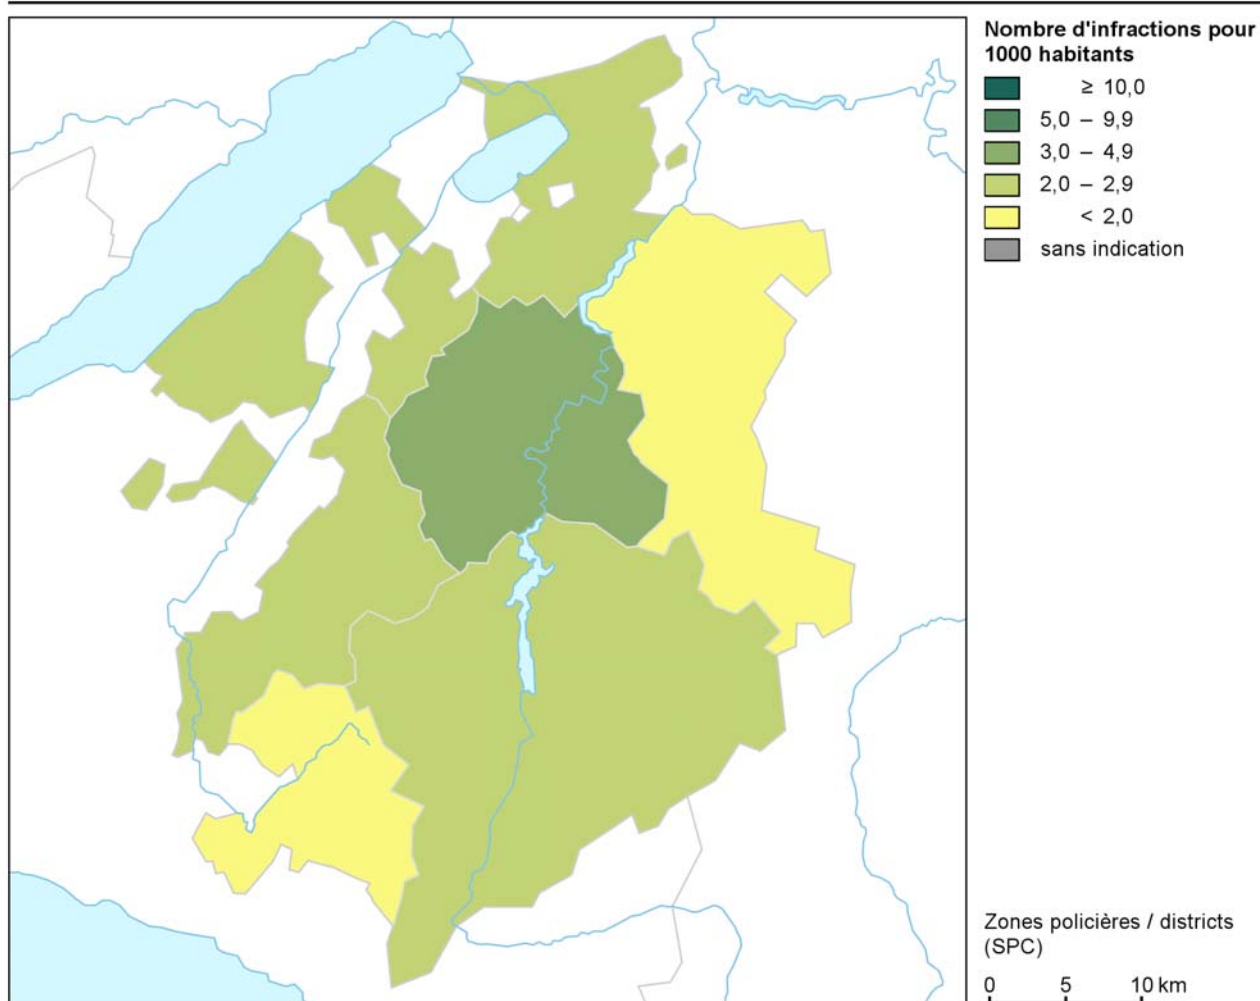 Nombre d'infractions pour
1000 habitants
≥ 10,0
5,0 – 9,9
3,0 – 4,9
2,0 – 2,9
< 2,0
sans indication
Zones policières / districts
(SPC)
0 5 10 km